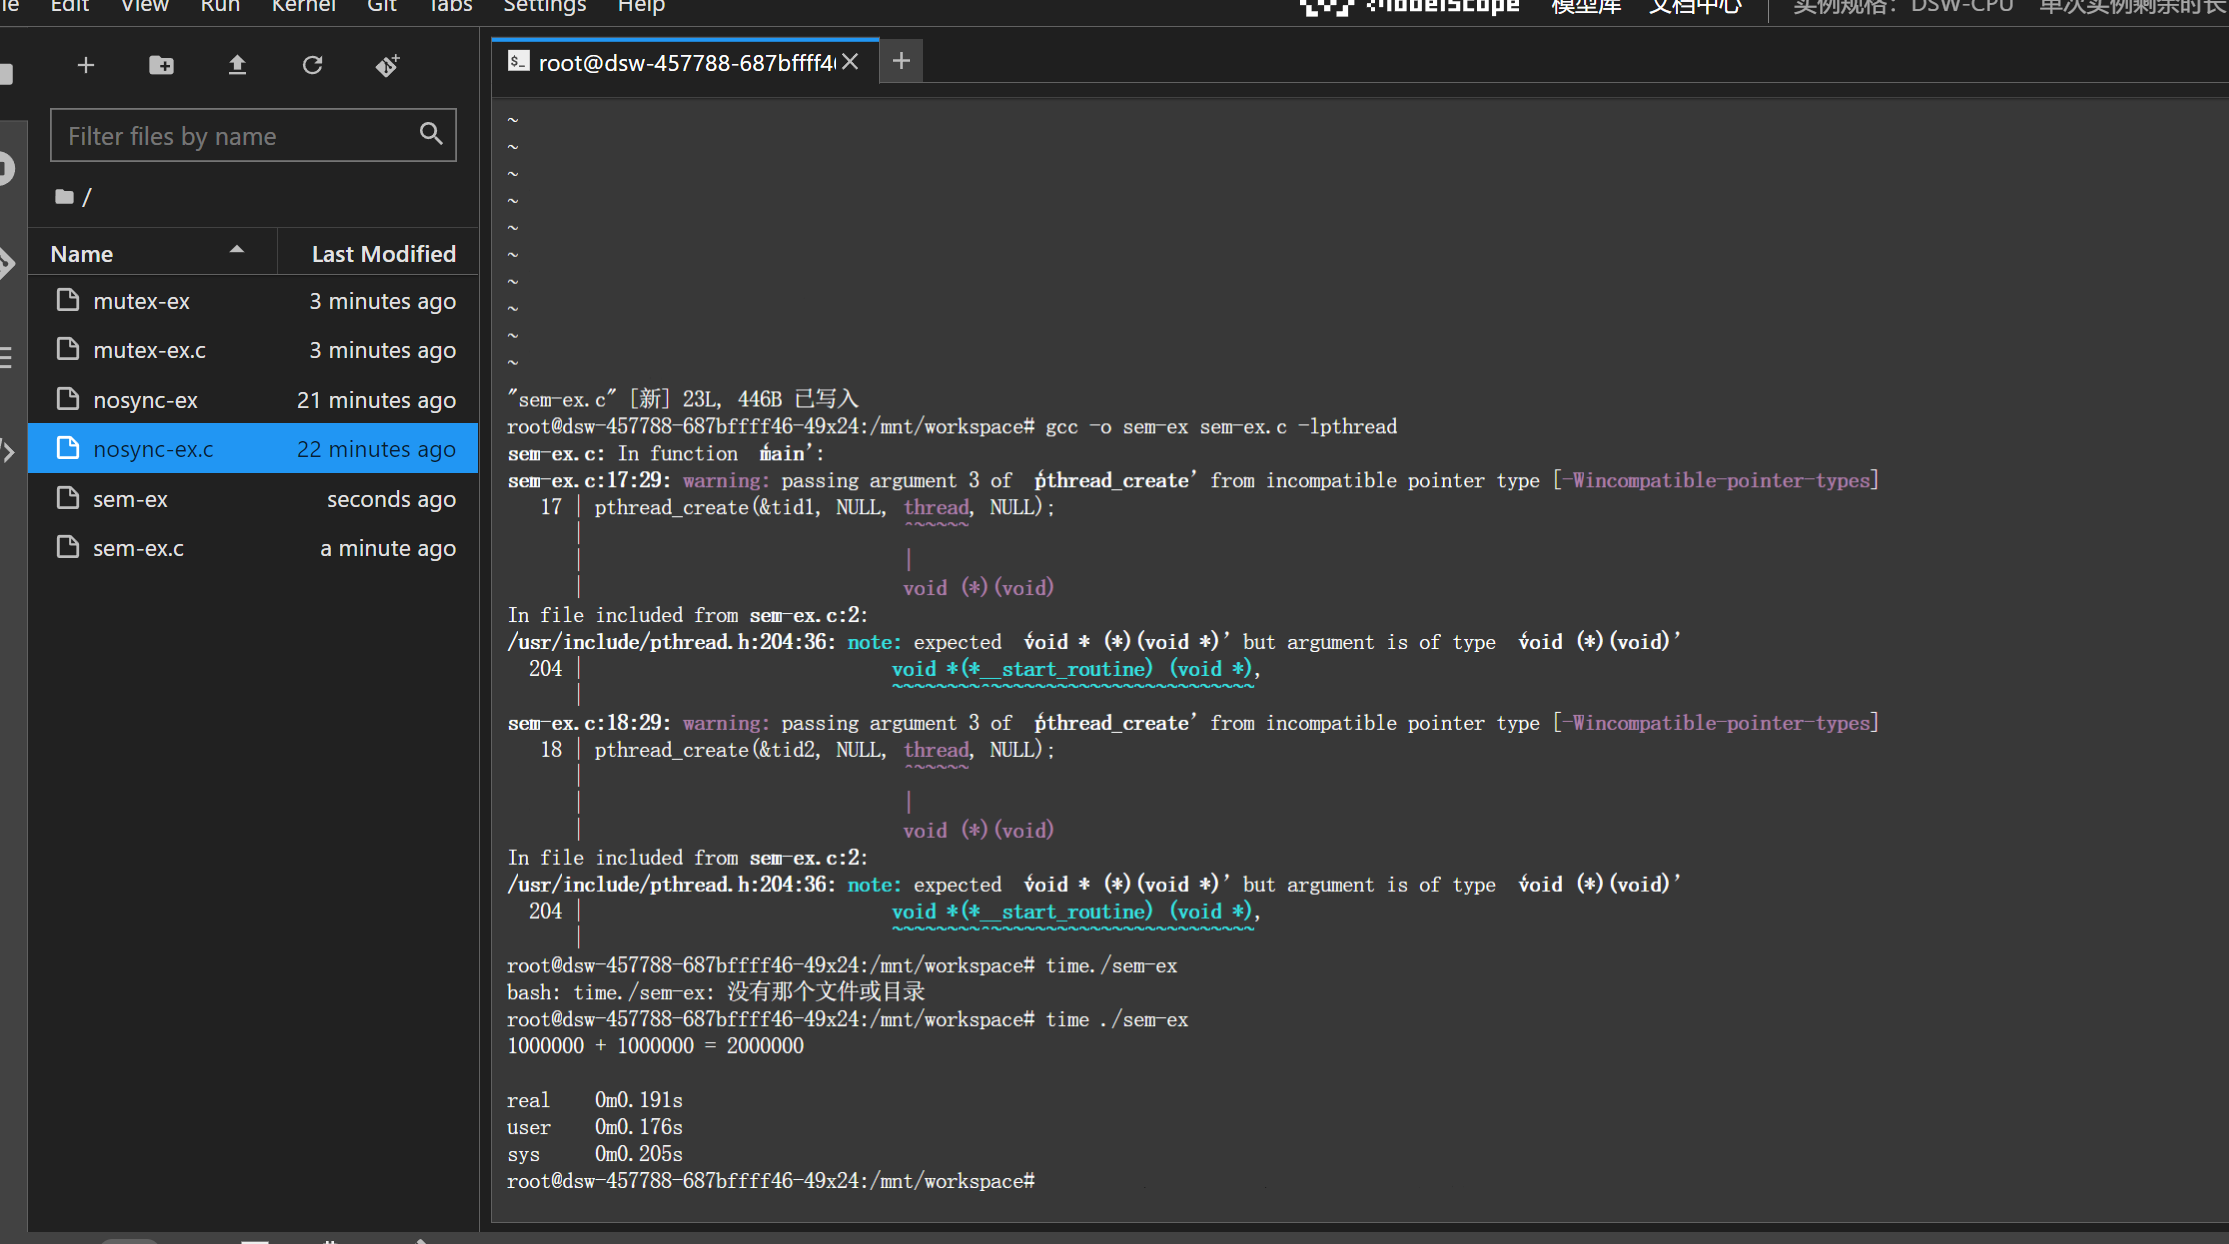 Edit View Run Kernel Git Tabs Settings Help
ModelScope 模型库 文档中心 实例规格: DSW-CPU 单次实例剩余时长
root@dsw-457788-687bffff4
Filter files by name
/
Name Last Modified
mutex-ex 3 minutes ago
mutex-ex.c 3 minutes ago
nosync-ex 21 minutes ago
nosync-ex.c 22 minutes ago
sem-ex seconds ago
sem-ex.c a minute ago
~
~
~
~
~
~
~
~
~
~
"sem-ex.c" [新] 23L, 446B 已写入
root@dsw-457788-687bffff46-49x24:/mnt/workspace# gcc -o sem-ex sem-ex.c -lpthread
sem-ex.c: In function ‘main’:
sem-ex.c:17:29: warning: passing argument 3 of ‘pthread_create’ from incompatible pointer type [-Wincompatible-pointer-types]
17 | pthread_create(&tid1, NULL, thread, NULL);
| ^~~~~~
| |
| void (*)(void)
In file included from sem-ex.c:2:
/usr/include/pthread.h:204:36: note: expected ‘void * (*)(void *)’ but argument is of type ‘void (*)(void)’
204 | void *(*__start_routine) (void *),
| ~~~~~~~~^~~~~~~~~~~~~~~~~~~~~~~~~
sem-ex.c:18:29: warning: passing argument 3 of ‘pthread_create’ from incompatible pointer type [-Wincompatible-pointer-types]
18 | pthread_create(&tid2, NULL, thread, NULL);
| ^~~~~~
| |
| void (*)(void)
In file included from sem-ex.c:2:
/usr/include/pthread.h:204:36: note: expected ‘void * (*)(void *)’ but argument is of type ‘void (*)(void)’
204 | void *(*__start_routine) (void *),
| ~~~~~~~~^~~~~~~~~~~~~~~~~~~~~~~~~
root@dsw-457788-687bffff46-49x24:/mnt/workspace# time./sem-ex
bash: time./sem-ex: 没有那个文件或目录
root@dsw-457788-687bffff46-49x24:/mnt/workspace# time ./sem-ex
1000000 + 1000000 = 2000000
real 0m0.191s
user 0m0.176s
sys 0m0.205s
root@dsw-457788-687bffff46-49x24:/mnt/workspace#